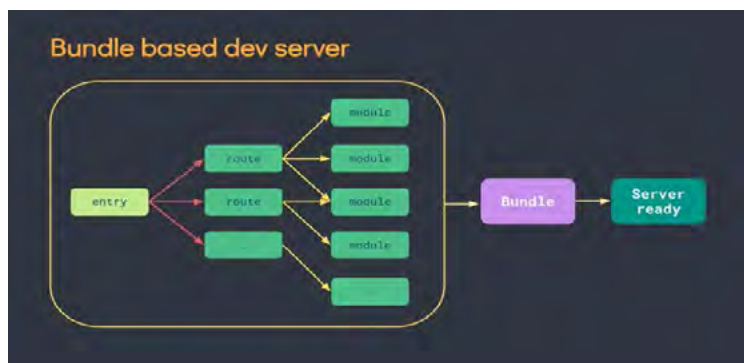 Bundle based dev server
module
route
module
entry
route
module
Bundle
Server
ready
module